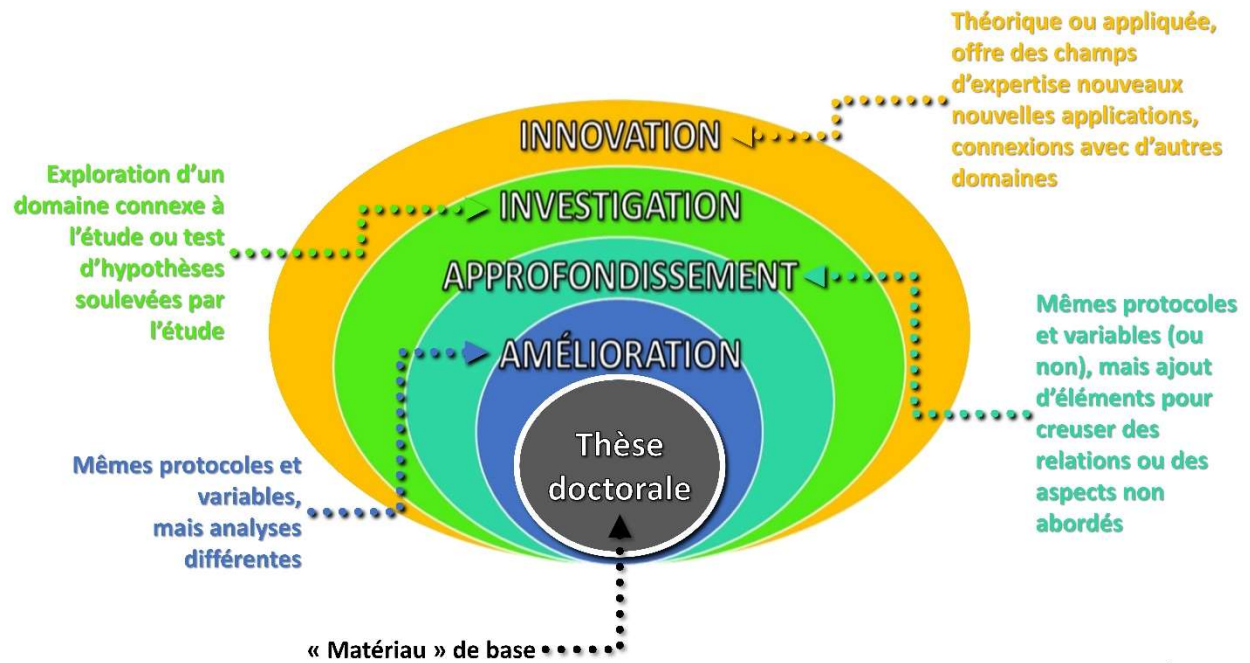 Théorique ou appliquée,
offre des champs
d'expertise nouveaux
nouvelles applications,
connexions avec d'autres
domaines
INNOVATION
Exploration d'un
domaine connexe à
l'étude ou test
d'hypothèses
soulevées par
l'étude
INVESTIGATION
APPROFONDISSEMENT
Mêmes protocoles
et variables (ou
non), mais ajout
d'éléments pour
creuser des
relations ou des
aspects non
abordés
AMÉLIORATION
Mêmes protocoles et
variables,
mais analyses
différentes
Thèse
doctorale
« Matériau » de base